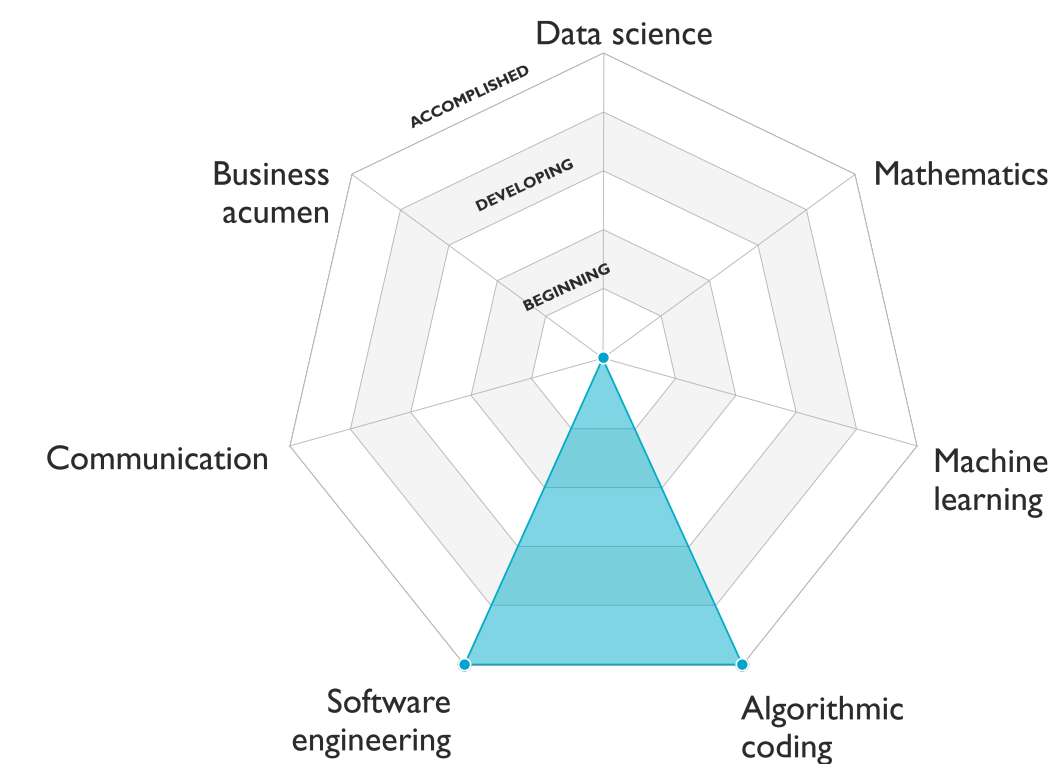 Data science
ACCOMPLISHED
Business
acumen
DEVELOPING
Mathematics
BEGINNING
Communication
Machine
learning
Software
engineering
Algorithmic
coding